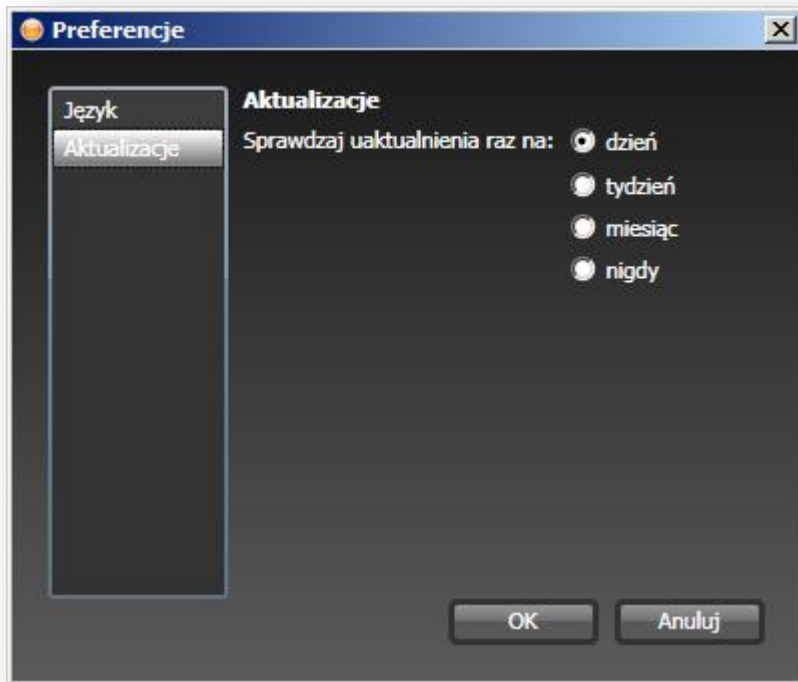 Preferencje
Język
Aktualizacje
Aktualizacje
Sprawdzaj uaktualnienia raz na:
dzień
tydzień
miesiąc
nigdy
OK
Anuluj